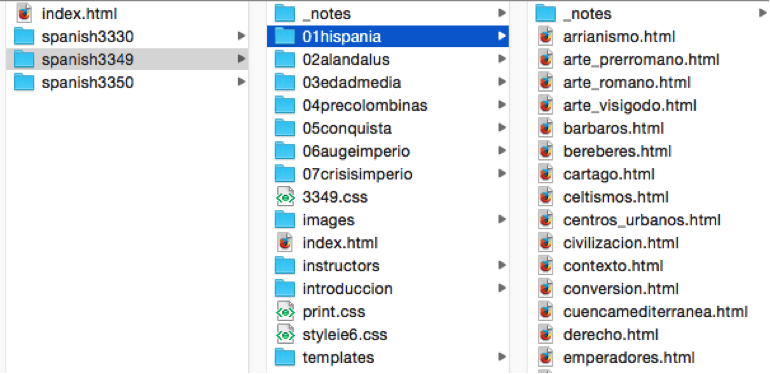 index.html
spanish3330
spanish3349
spanish3350
_notes
01hispania
02alandalus
03edadmedia
04precolombinas
05conquista
06augeimperio
07crisisimperio
3349.css
images
index.html
instructors
introduccion
print.css
styleie6.css
templates
_notes
arrianismo.html
arte_prerromano.html
arte_romano.html
arte_visigodo.html
barbaros.html
bereberes.html
cartago.html
celtismos.html
centros_urbanos.html
civilizacion.html
contexto.html
conversion.html
cuencamediterranea.html
derecho.html
emperadores.html